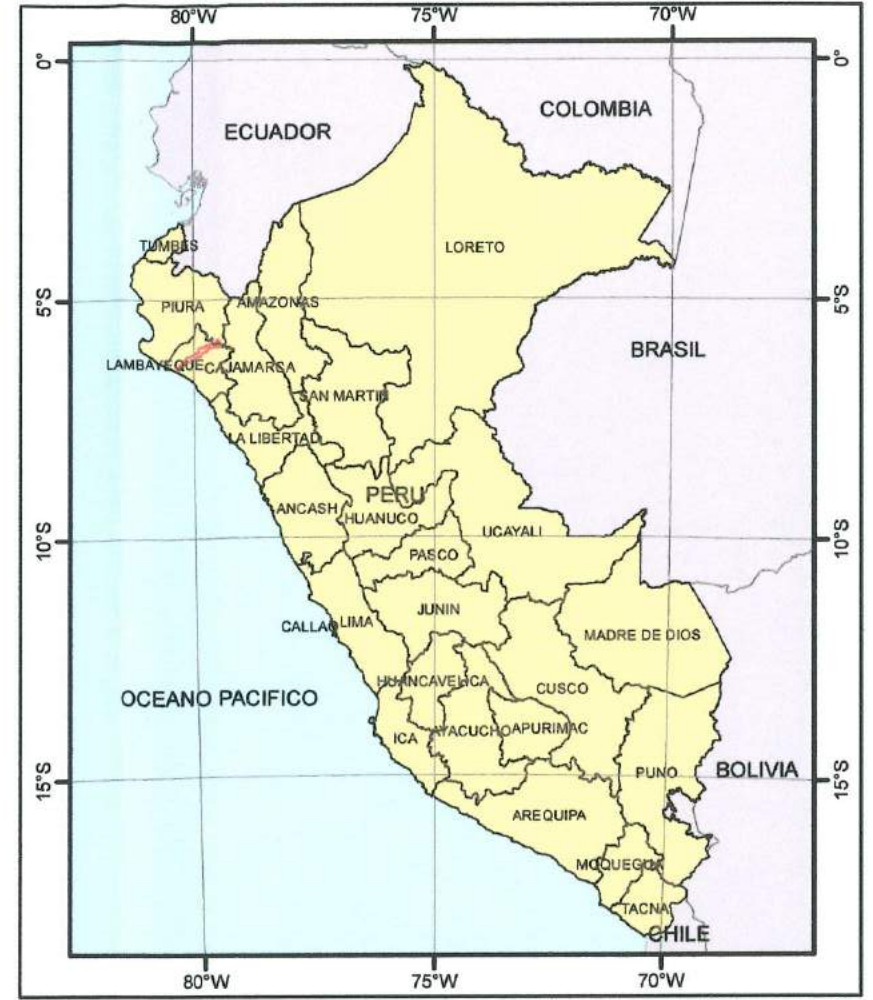 80°W 75°W 70°W
0° 0°
COLOMBIA
ECUADOR
TUMBES
LORETO
5°S 5°S
AMAZONAS
PIURA
BRASIL
LAMBAYEQUE
CAJAMARSA
SAN MARTIN
LA LIBERTAD
PERU
ANCASH
HUANUCO
UCAYALI
10°S 10°S
PASCO
JUNIN
CALLAO
LIMA
MADRE DE DIOS
HUANCAVELICA
CUSCO
OCEANO PACIFICO
AYACUCHO
APURIMAC
ICA
PUNO
BOLIVIA
15°S 15°S
AREQUIPA
MOQUEGUA
TACNA
CHILE
80°W 75°W 70°W